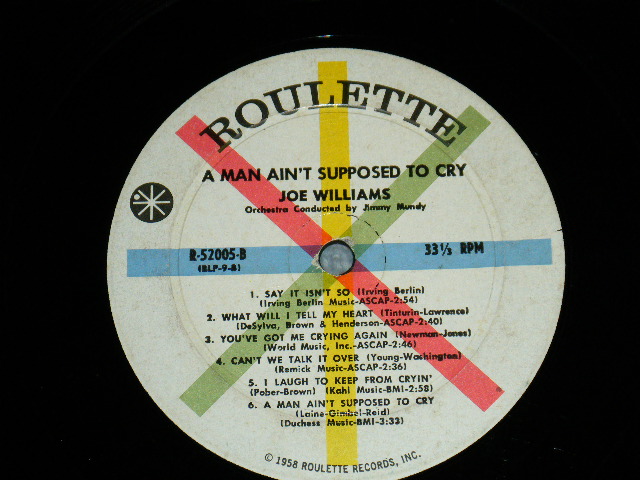 ROULETTE
A MAN AIN'T SUPPOSED TO CRY
JOE WILLIAMS
Orchestra Conducted by Jimmy Mundy
R-52005-B
(BLP-9-B)
33⅓ RPM
1. SAY IT ISN'T SO (Irving Berlin)
(Irving Berlin Music-ASCAP-2:54)
2. WHAT WILL I TELL MY HEART (Tinturin-Lawrence)
(DeSylva, Brown & Henderson-ASCAP-2:40)
3. YOU'VE GOT ME CRYING AGAIN (Newman-Jones)
(World Music, Inc.-ASCAP-2:46)
4. CAN'T WE TALK IT OVER (Young-Washington)
(Remick Music-ASCAP-2:36)
5. I LAUGH TO KEEP FROM CRYIN'
(Pober-Brown) (Kahl Music-BMI-2:58)
6. A MAN AIN'T SUPPOSED TO CRY
(Laine-Gimbel-Reid)
(Duchess Music-BMI-3:33)
© 1958 ROULETTE RECORDS, INC.